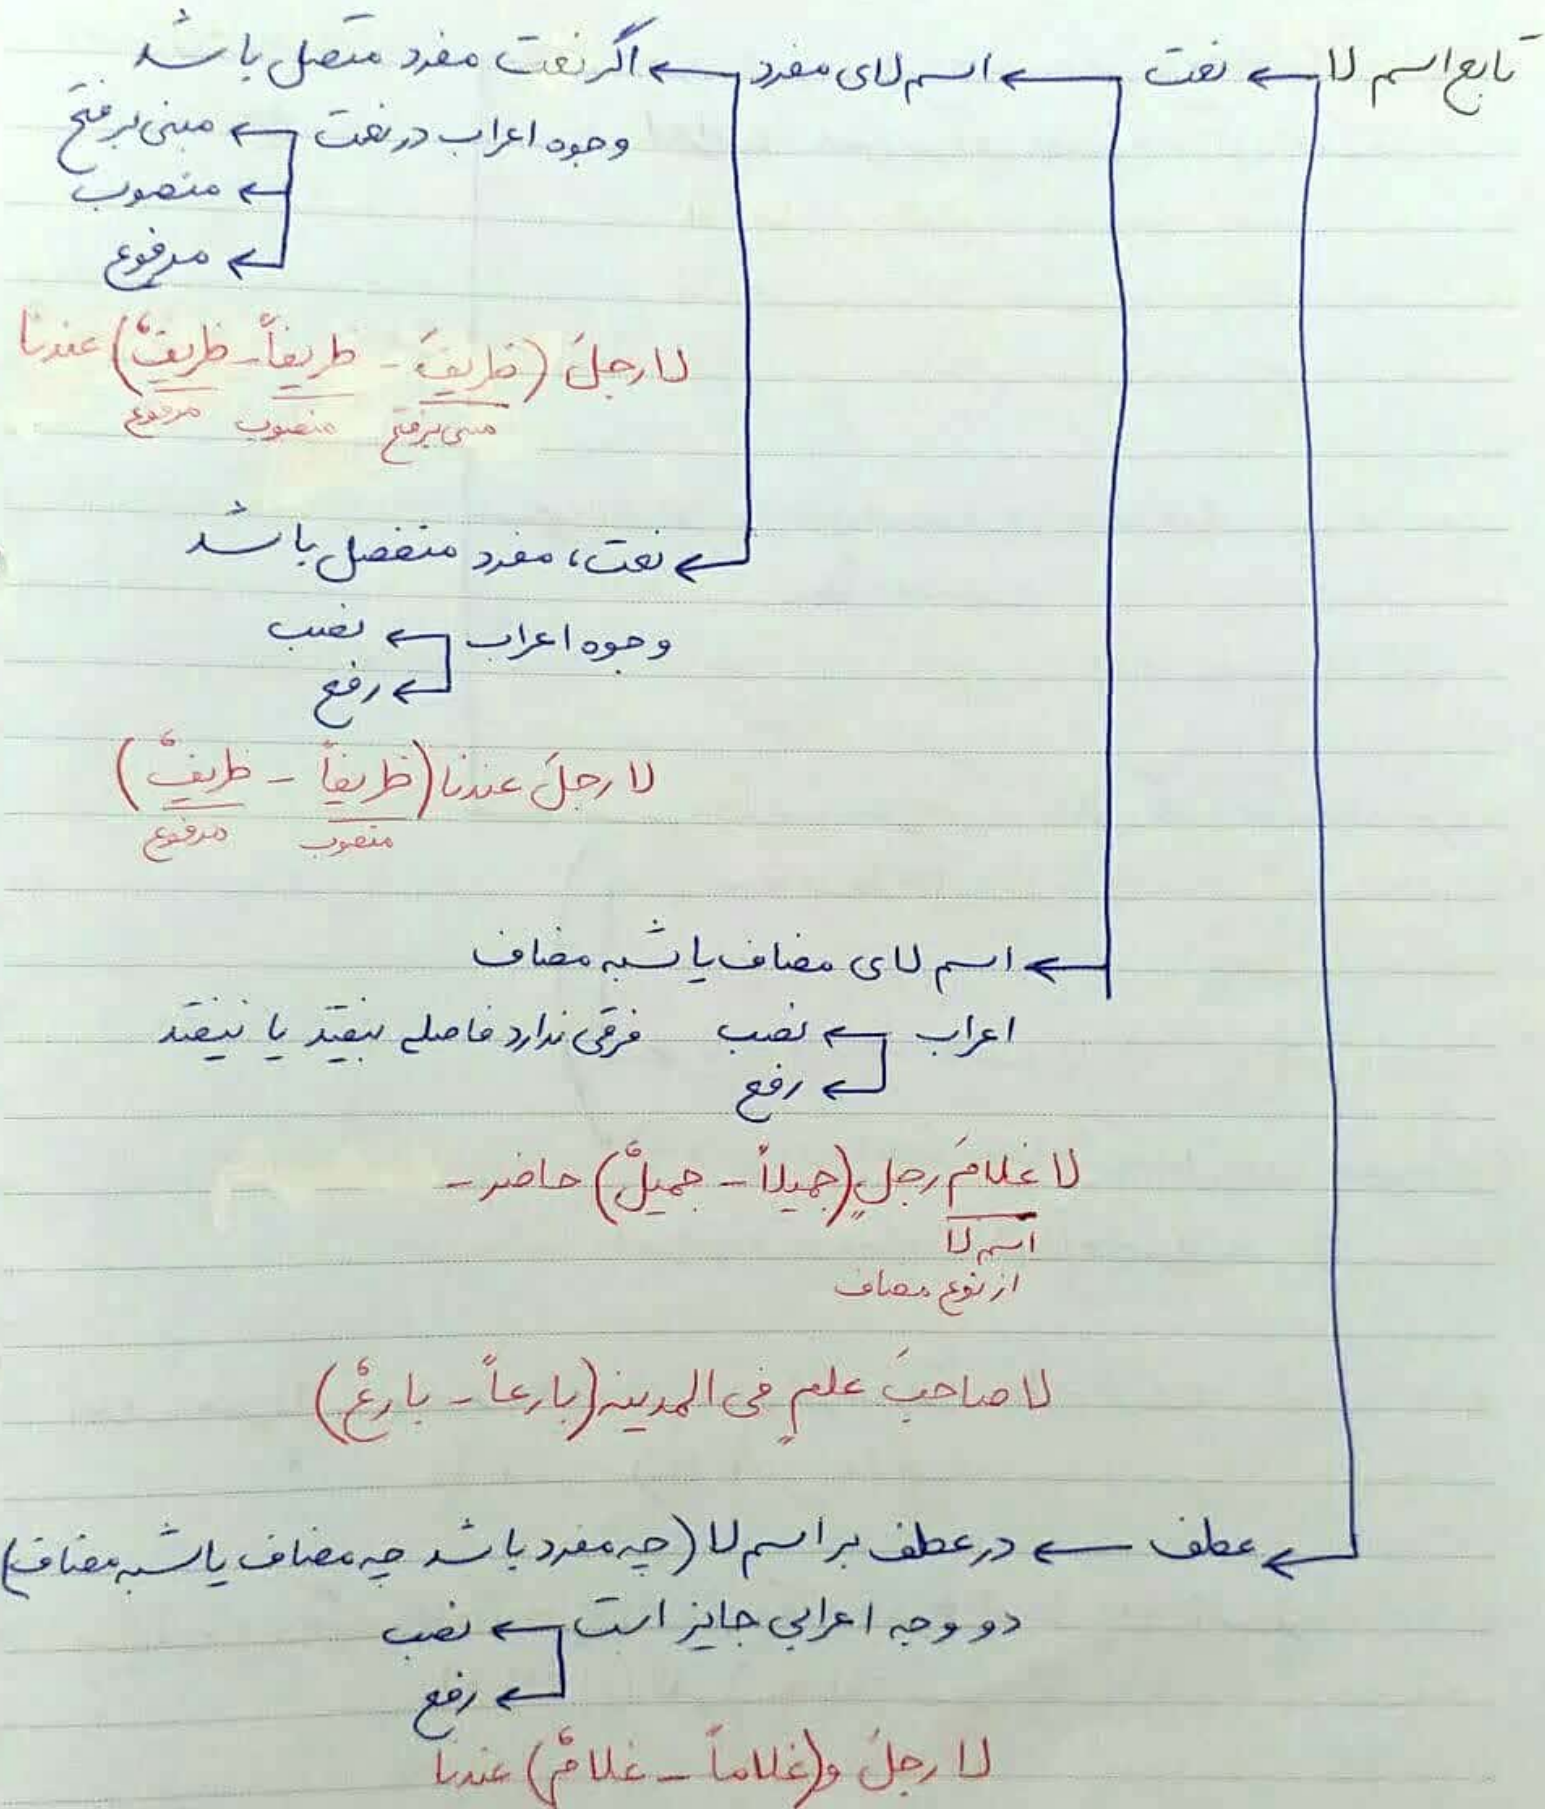 تابع اسم لا ← نعت ← اسم لای مفرد ← اگر نعت مفرد متصل باشد
وجوه اعراب در نعت ← مبنی بر فتح
← منصوب
← مرفوع
لا رجلَ (ظریفَ - ظریفاً - ظریفٌ) عندنا
مبنی بر فتح منصوب مرفوع
← نعت، مفرد منفصل باشد
وجوه اعراب ← نصب
← رفع
لا رجلَ عندنا (ظریفاً - ظریفٌ)
منصوب مرفوع
← اسم لای مضاف یا شبه مضاف
اعراب ← نصب فرقی ندارد فاصله بیفتد یا نیفتد
← رفع
لا غلامَ رجلٍ (جمیلاً - جمیلٌ) حاضر -
اسم لا
از نوع مضاف
لا صاحبَ علمٍ فی المدینه (بارعاً - بارعٌ)
← عطف ← در عطف بر اسم لا (چه مفرد باشد چه مضاف یا شبه مضاف)
دو وجه اعرابی جایز است ← نصب
← رفع
لا رجلَ و (غلاماً - غلامٌ) عندنا